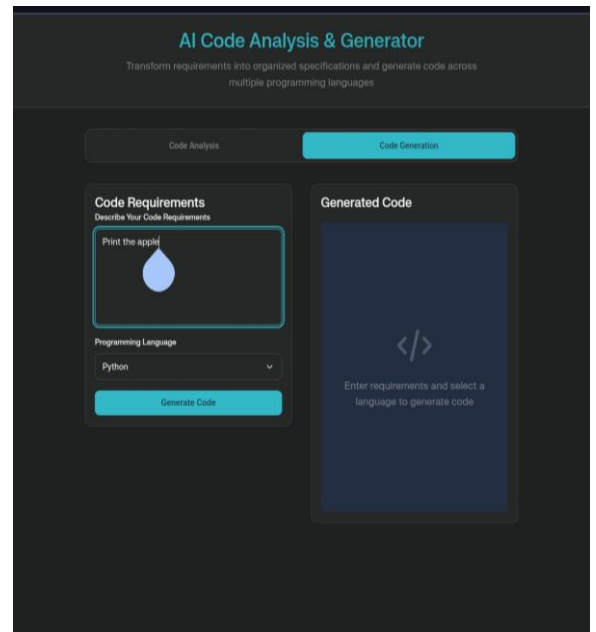 AI Code Analysis & Generator
Transform requirements into organized specifications and generate code across
multiple programming languages
Code Analysis
Code Generation
Code Requirements
Describe Your Code Requirements
Print the apple
Programming Language
Python
Generate Code
Generated Code
</>
Enter requirements and select a
language to generate code